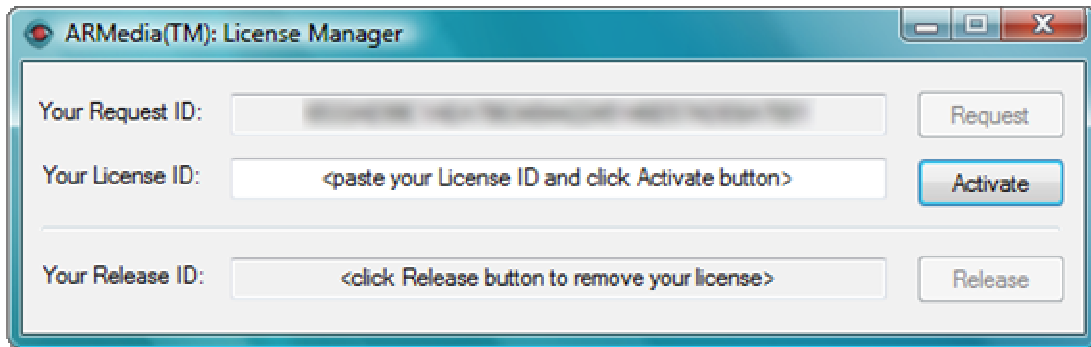 ARMedia(TM): License Manager
Your Request ID: Request
Your License ID: <paste your License ID and click Activate button> Activate
Your Release ID: <click Release button to remove your license> Release